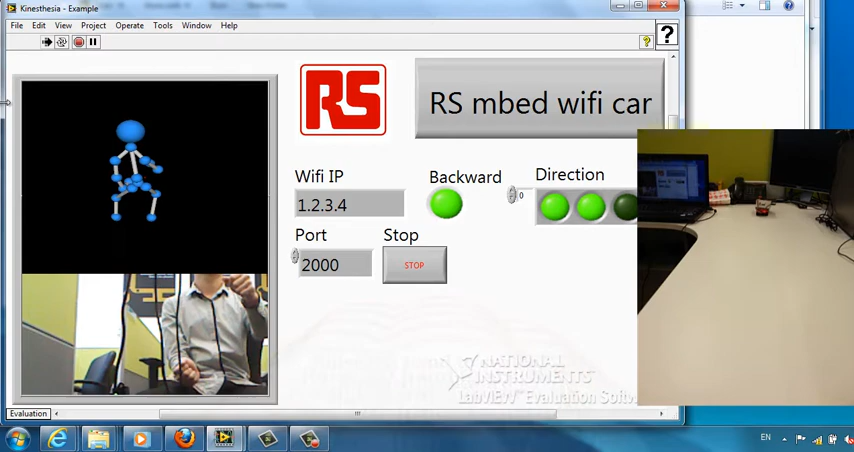 Kinesthesia - Example
File Edit View Project Operate Tools Window Help
?
?
RS
RS mbed wifi car
Wifi IP
1.2.3.4
Backward
Direction
0
Port
2000
Stop
STOP
NATIONAL
INSTRUMENTS
LabVIEW Evaluation Softw
Evaluation
EN